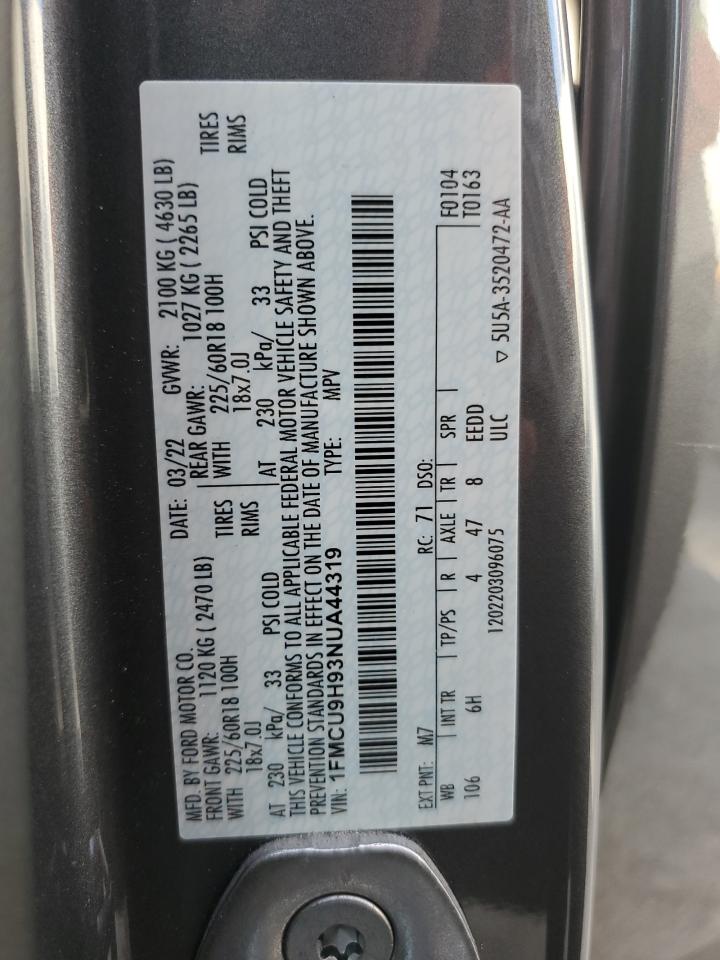 MFD. BY FORD MOTOR CO.
DATE: 03/22 GVWR: 2100 KG ( 4630 LB)
FRONT GAWR: 1120 KG ( 2470 LB) REAR GAWR: 1027 KG ( 2265 LB)
WITH 225/60R18 100H TIRES WITH 225/60R18 100H TIRES
18x7.0J RIMS 18x7.0J RIMS
AT 230 kPa/ 33 PSI COLD AT 230 kPa/ 33 PSI COLD
THIS VEHICLE CONFORMS TO ALL APPLICABLE FEDERAL MOTOR VEHICLE SAFETY AND THEFT
PREVENTION STANDARDS IN EFFECT ON THE DATE OF MANUFACTURE SHOWN ABOVE.
VIN: 1FMCU9H93NUA44319 TYPE: MPV
EXT PNT: M7 RC: 71 DSO: F0104
WB INT TR TP/PS R AXLE TR SPR T0163
106 6H 4 47 8 EEDD
1202203096075 ULC ▽ 5U5A-3520472-AA